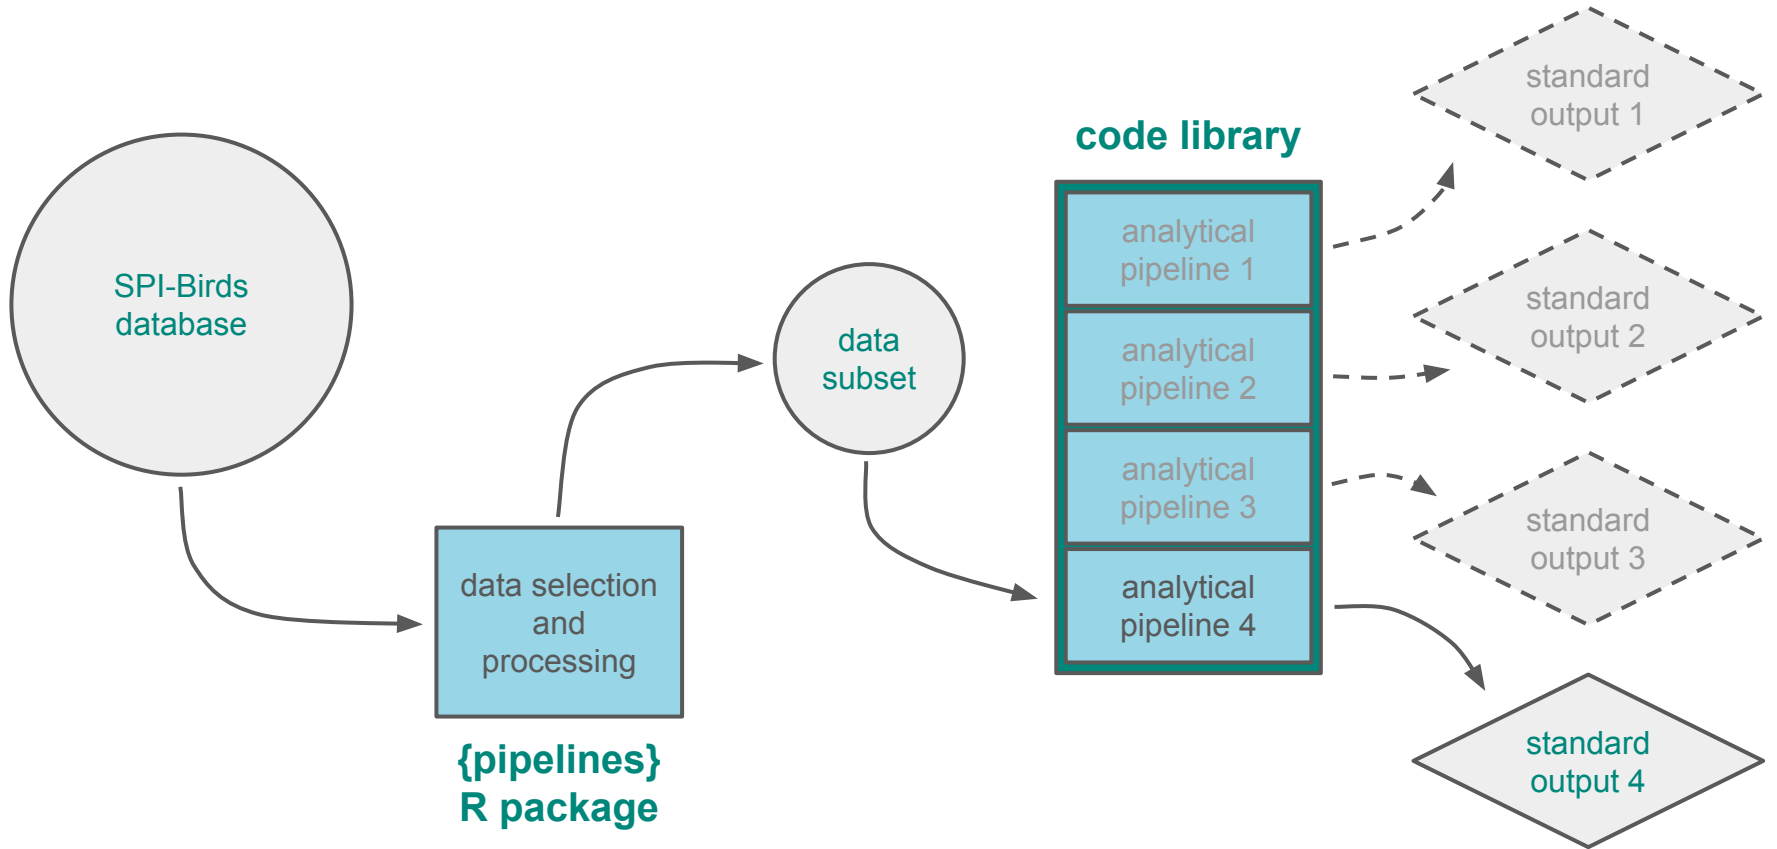 SPI-Birds
database
data selection
and
processing
{pipelines}
R package
data
subset
code library
analytical
pipeline 1
analytical
pipeline 2
analytical
pipeline 3
analytical
pipeline 4
standard
output 1
standard
output 2
standard
output 3
standard
output 4